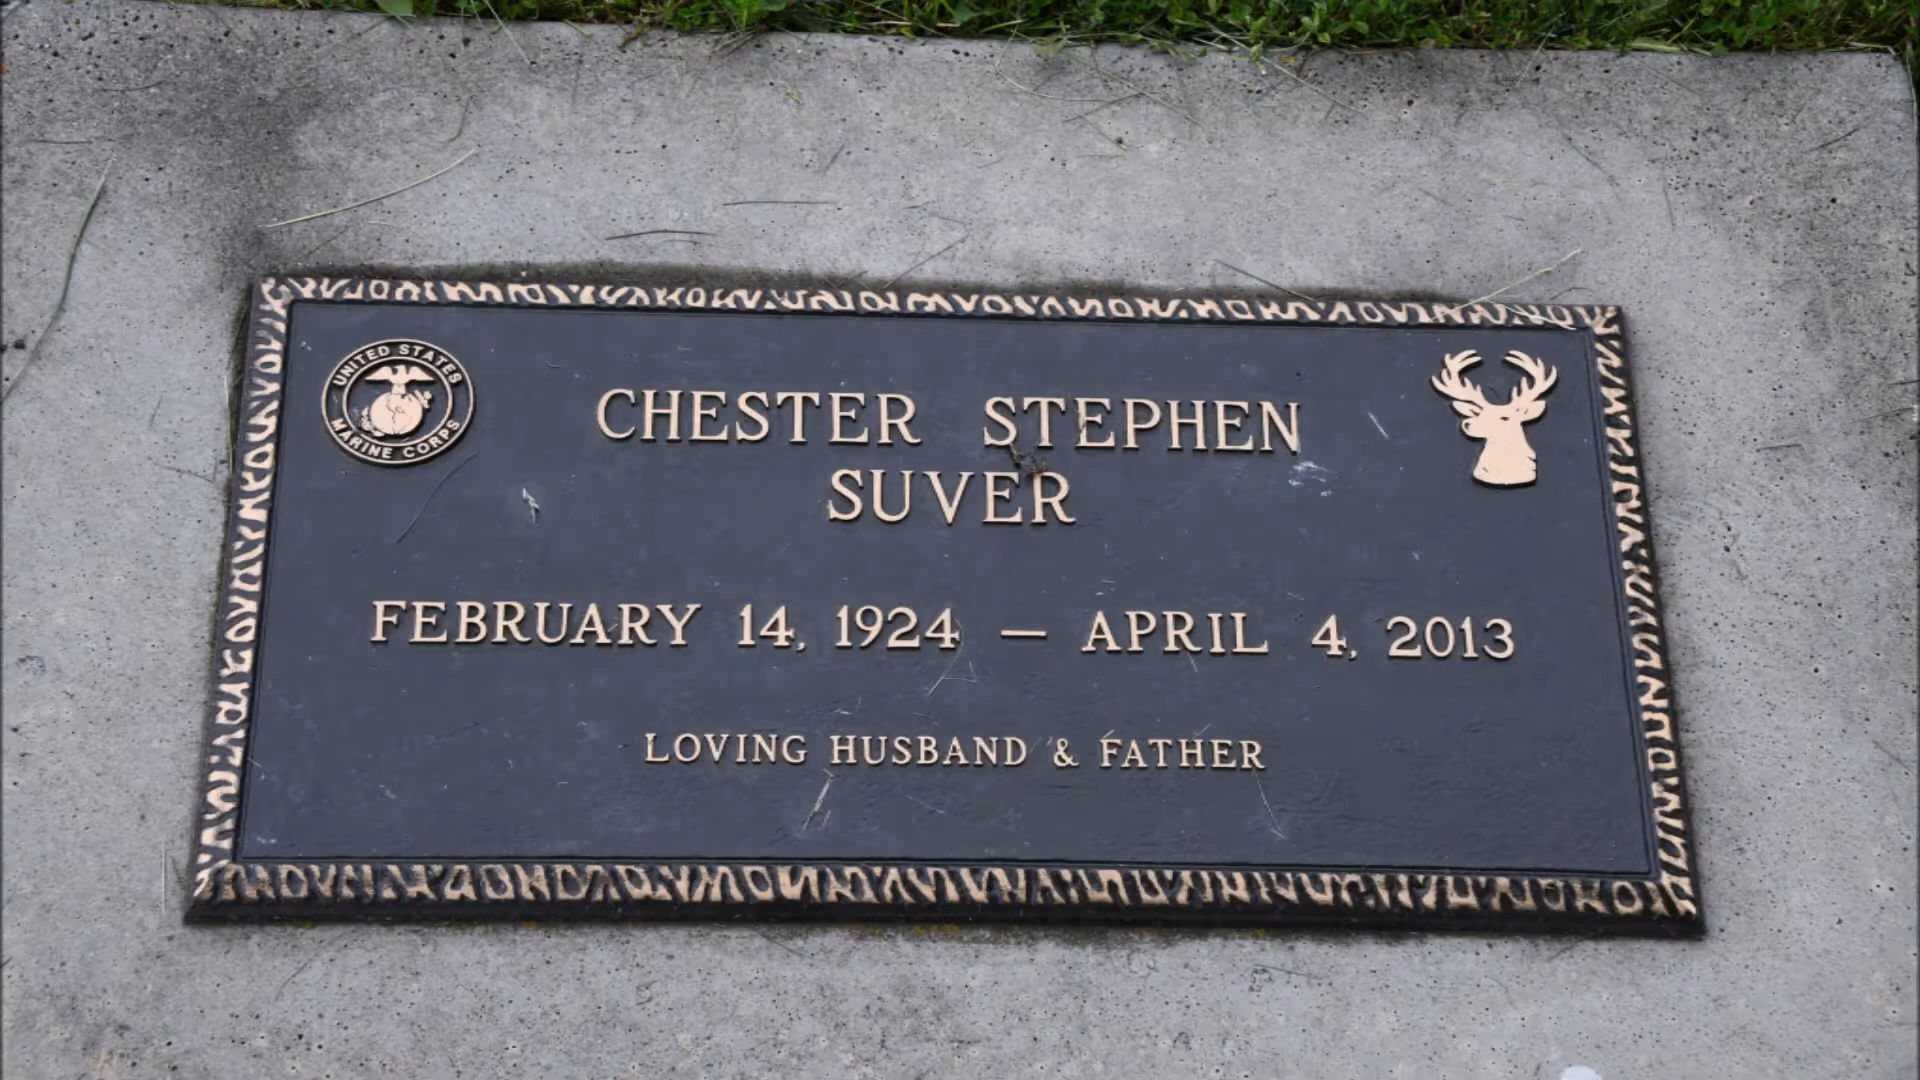 UNITED STATES
MARINE CORPS
CHESTER STEPHEN
SUVER
FEBRUARY 14, 1924 — APRIL 4, 2013
LOVING HUSBAND & FATHER